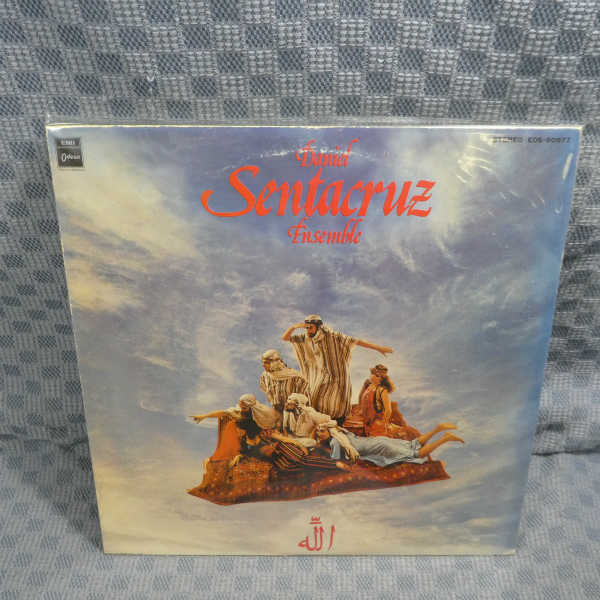 EMI
Odeon
STEREO EOS-80877
Daniel
Sentacruz
Ensemble
الله